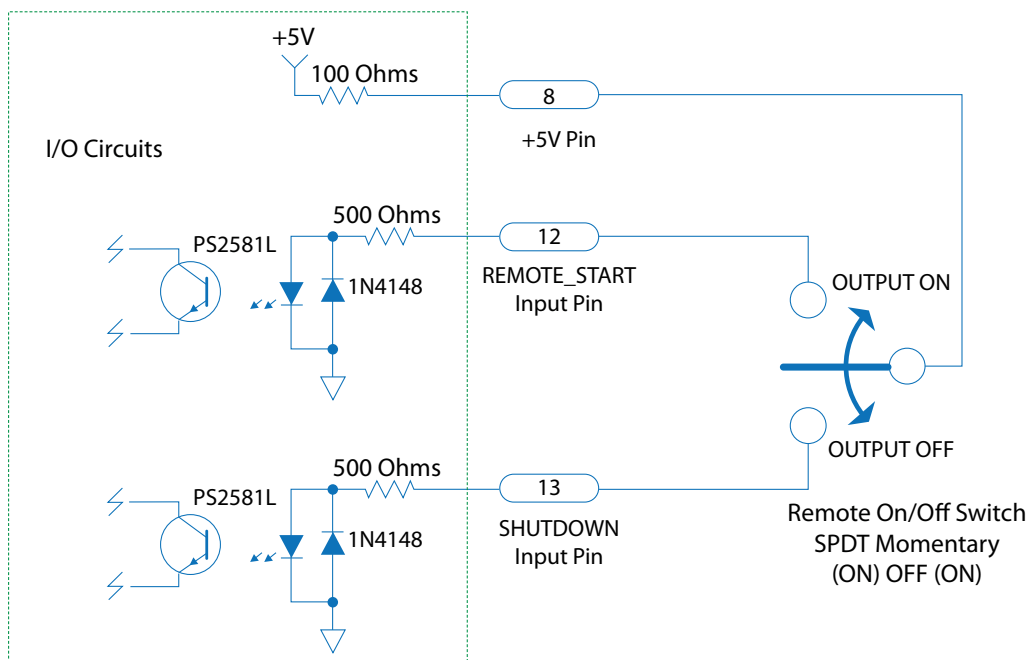 +5V
100 Ohms
8
+5V Pin
I/O Circuits
500 Ohms
PS2581L
12
1N4148
REMOTE_START
Input Pin
OUTPUT ON
OUTPUT OFF
500 Ohms
PS2581L
13
1N4148
SHUTDOWN
Input Pin
Remote On/Off Switch
SPDT Momentary
(ON) OFF (ON)